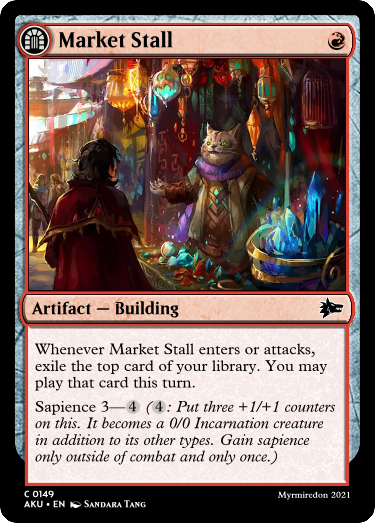 Market Stall
Artifact — Building
Whenever Market Stall enters or attacks,
exile the top card of your library. You may
play that card this turn.
Sapience 3—4 (4: Put three +1/+1 counters
on this. It becomes a 0/0 Incarnation creature
in addition to its other types. Gain sapience
only outside of combat and only once.)
C 0149
AKU • EN Sandara Tang
Myrmiredon 2021